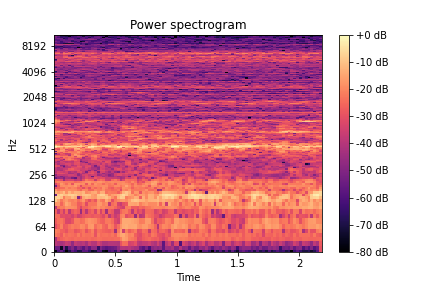 Power spectrogram
8192
4096
2048
1024
512
256
128
64
0
Hz
0
0.5
1
1.5
2
Time
+0 dB
-10 dB
-20 dB
-30 dB
-40 dB
-50 dB
-60 dB
-70 dB
-80 dB